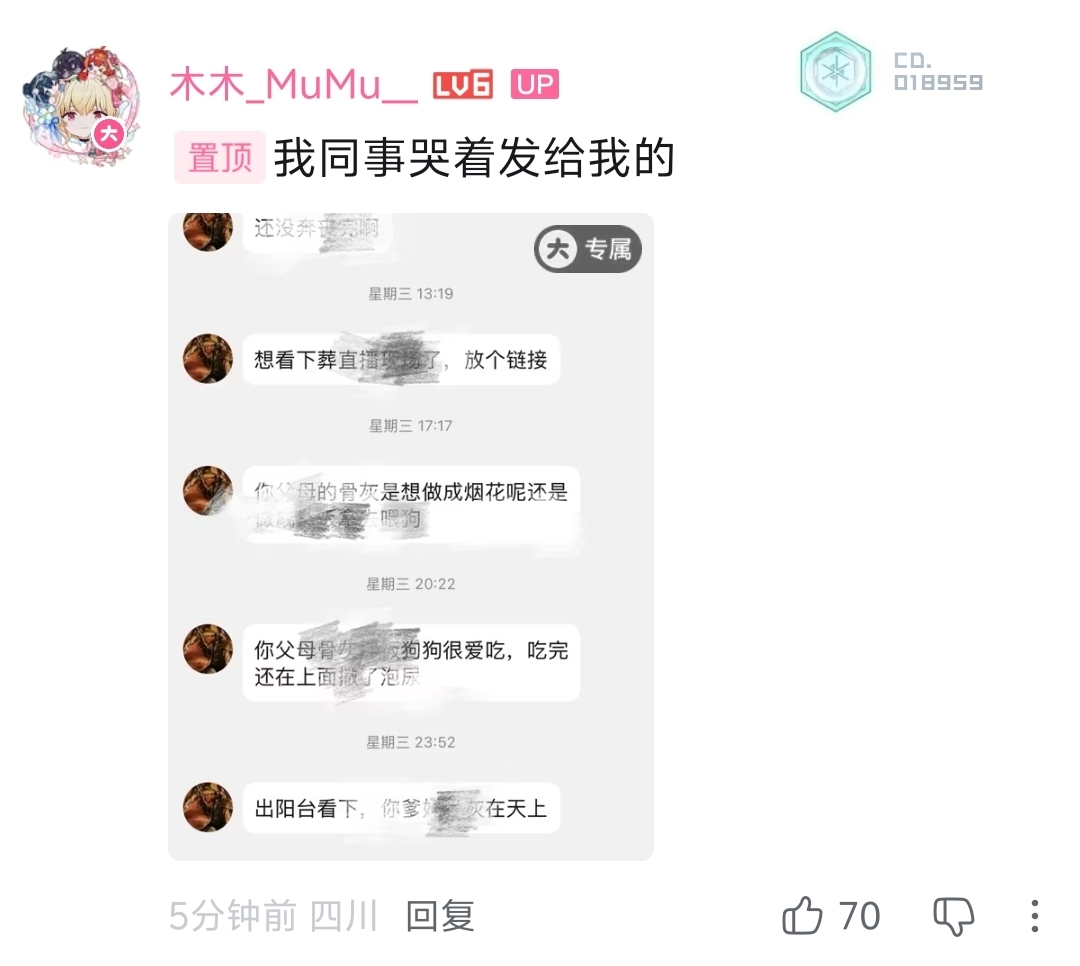 木木_MuMu__ LV6 UP
CD.
018959
置顶 我同事哭着发给我的
还没奔丧完啊
大 专属
星期三 13:19
想看下葬直播现场了，放个链接
星期三 17:17
你父母的骨灰是想做成烟花呢还是
喂狗
星期三 20:22
你父母骨灰 狗狗很爱吃，吃完
还在上面撒了泡尿
星期三 23:52
出阳台看下，你爹 灰在天上
5分钟前 四川 回复
70